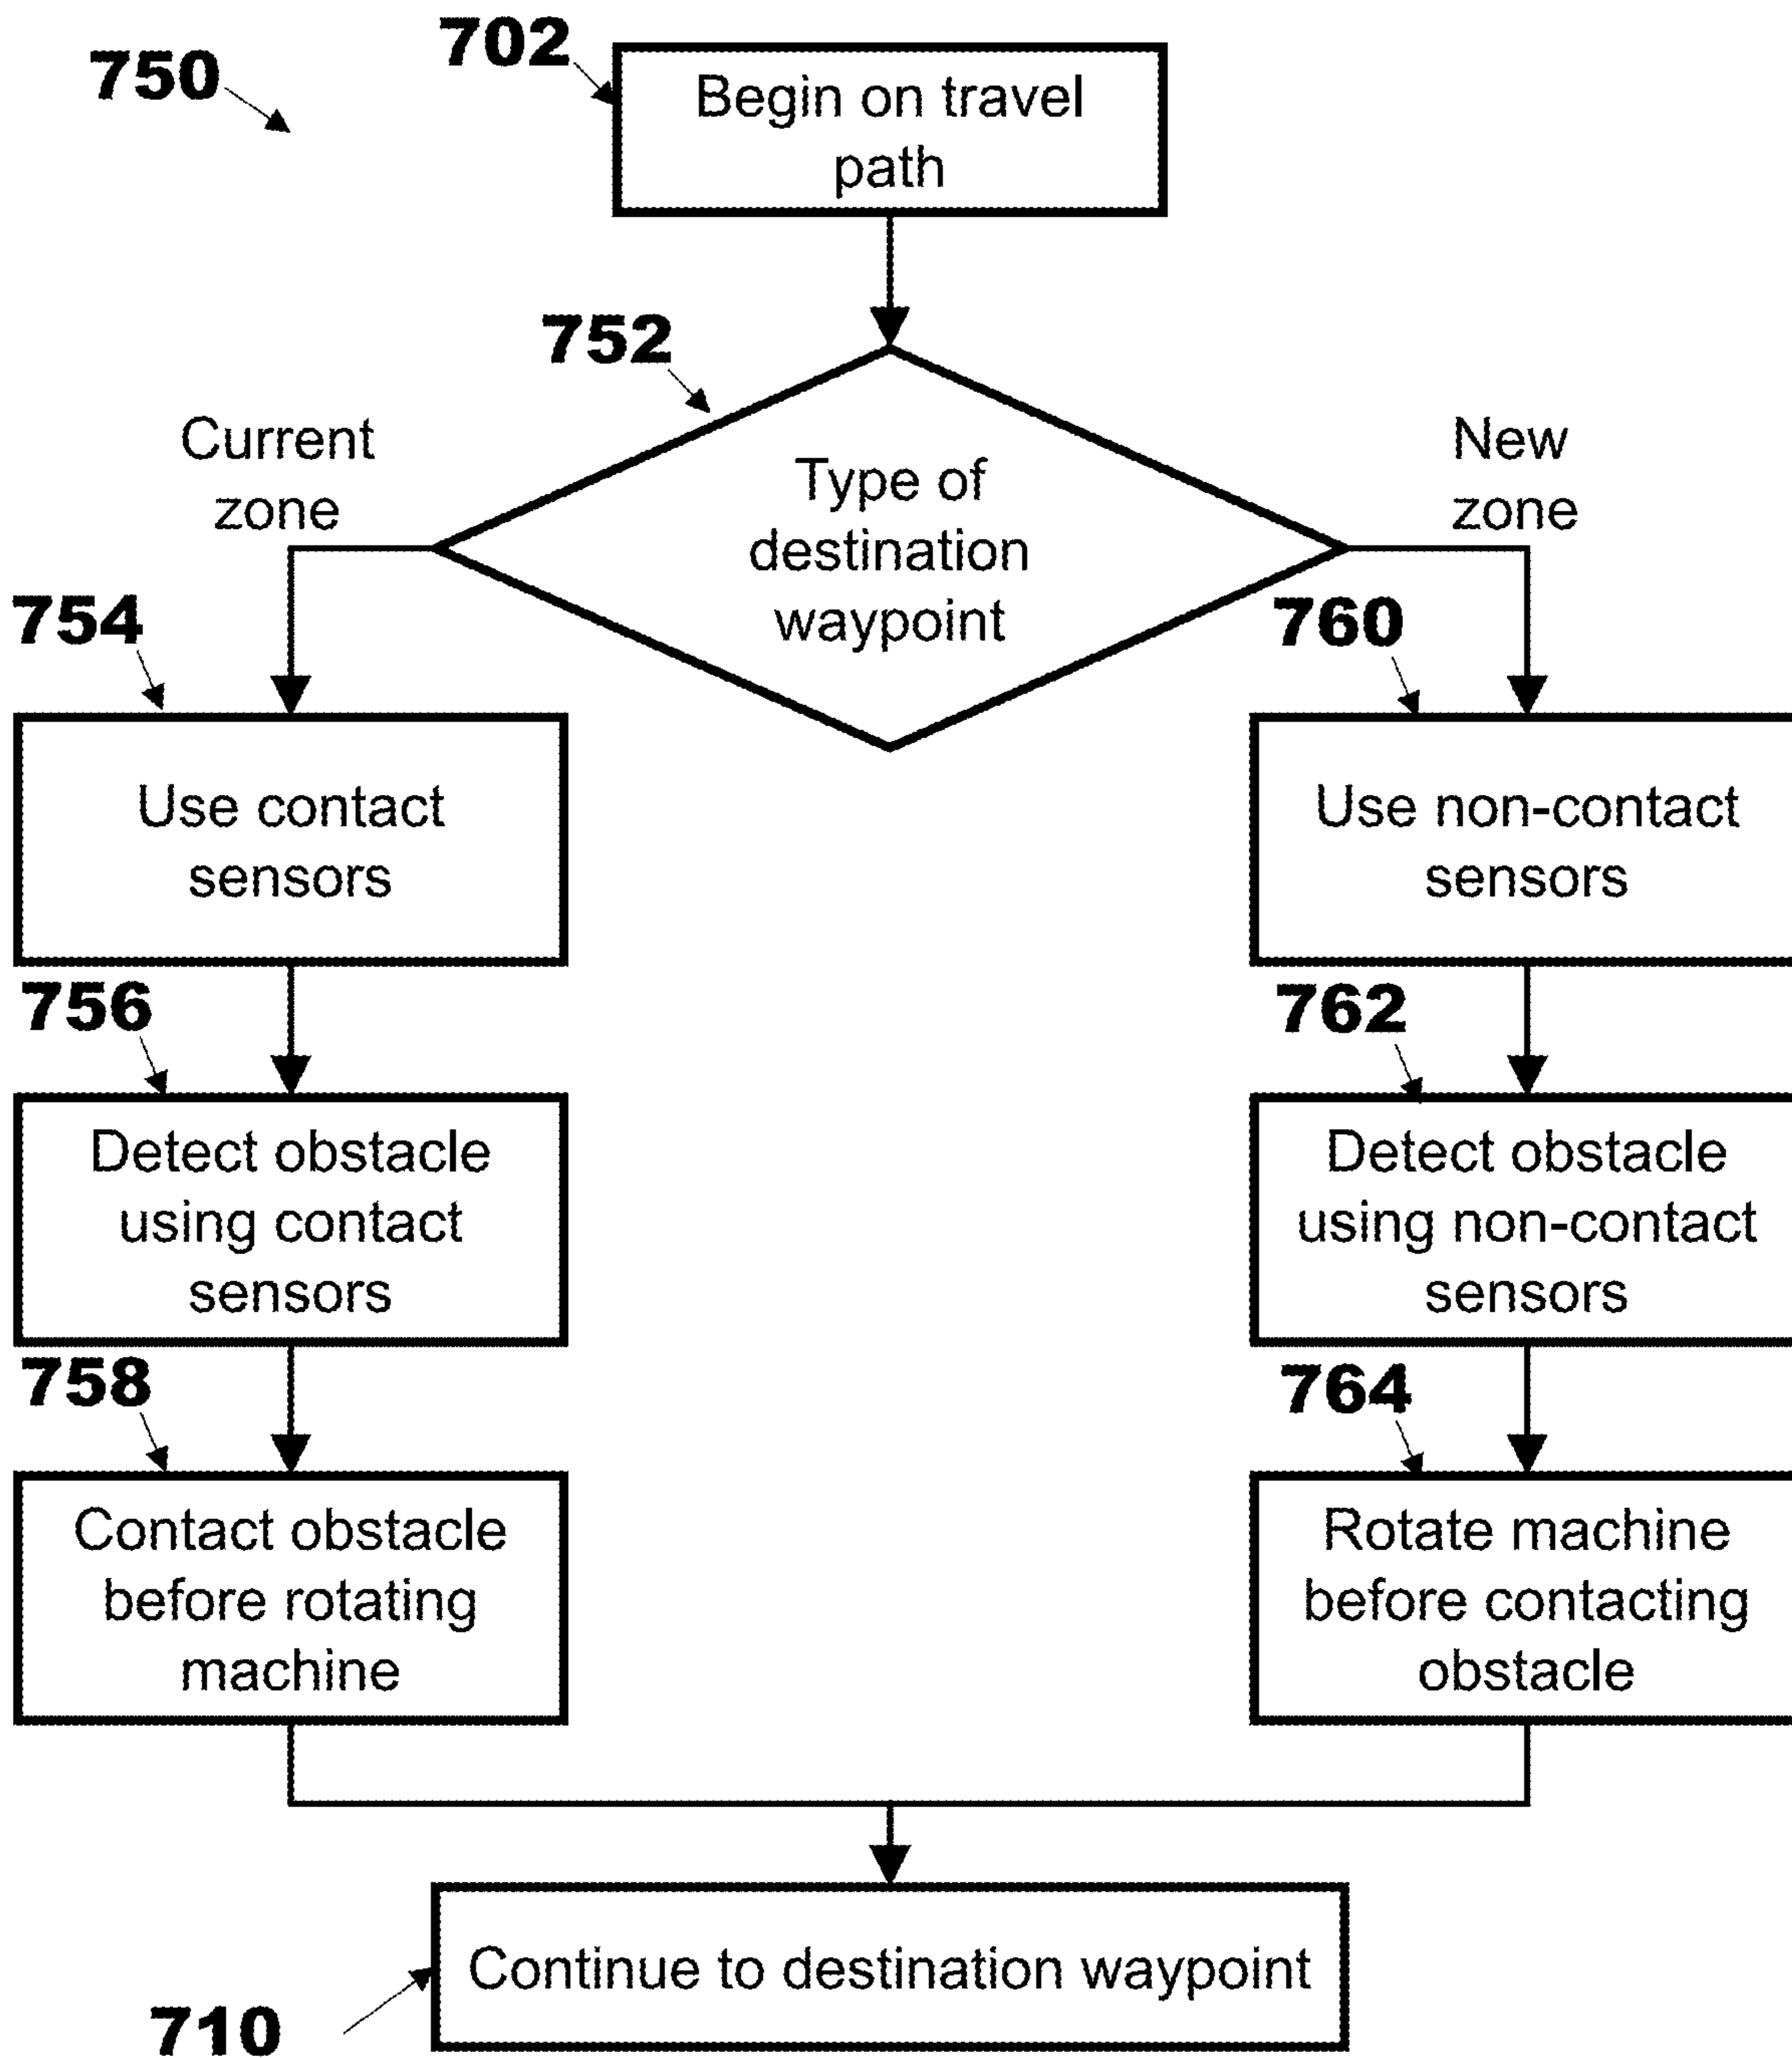 750
702
Begin on travel
path
752
Current
zone
Type of
destination
waypoint
New
zone
754
Use contact
sensors
760
Use non-contact
sensors
756
Detect obstacle
using contact
sensors
762
Detect obstacle
using non-contact
sensors
758
Contact obstacle
before rotating
machine
764
Rotate machine
before contacting
obstacle
Continue to destination waypoint
710